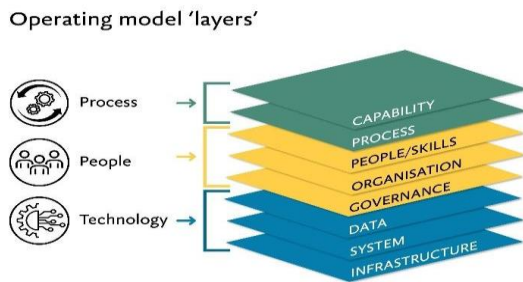 Operating model ‘layers’
Process
People
Technology
CAPABILITY
PROCESS
PEOPLE/SKILLS
ORGANISATION
GOVERNANCE
DATA
SYSTEM
INFRASTRUCTURE